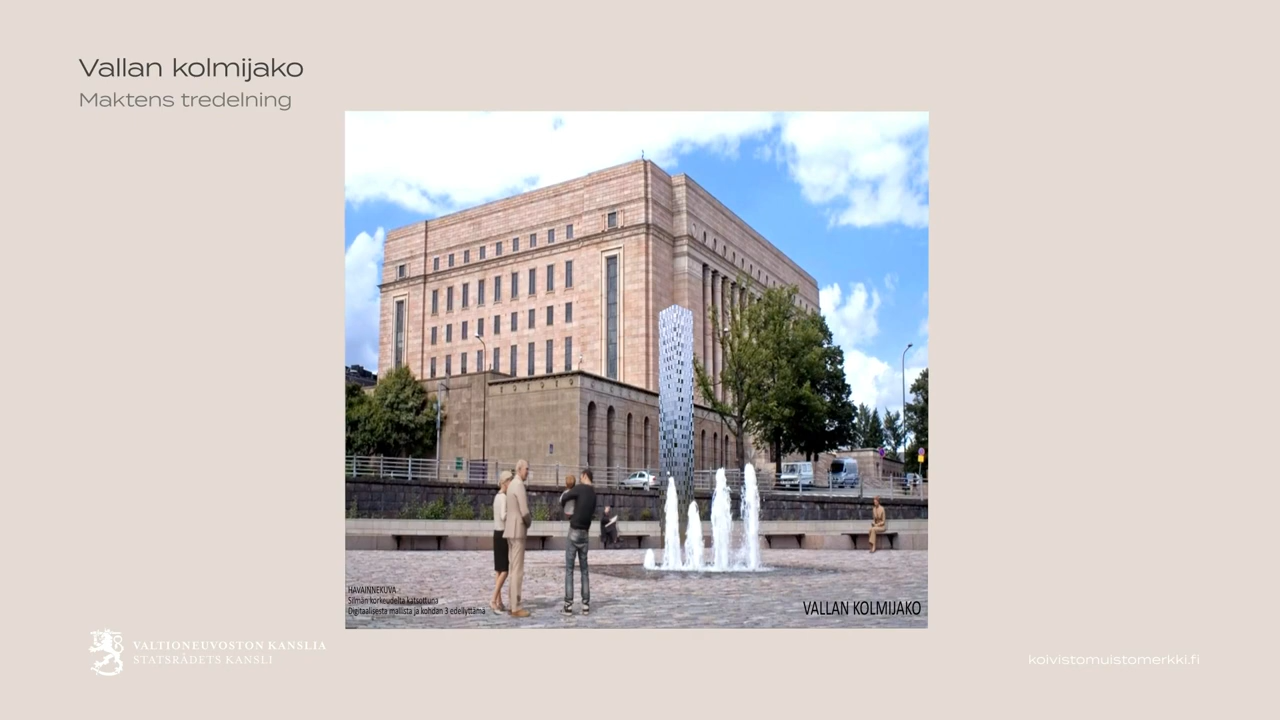 Vallan kolmijako
Maktens tredelning
HAVAINNEKUVA
Silmän korkeudelta katsottuna
Digitaalisesta mallista ja kohdan 3 edellyttämä
VALLAN KOLMIJAKO
VALTIONEUVOSTON KANSLIA
STATSRÅDETS KANSLI
koivistomuistomerkki.fi